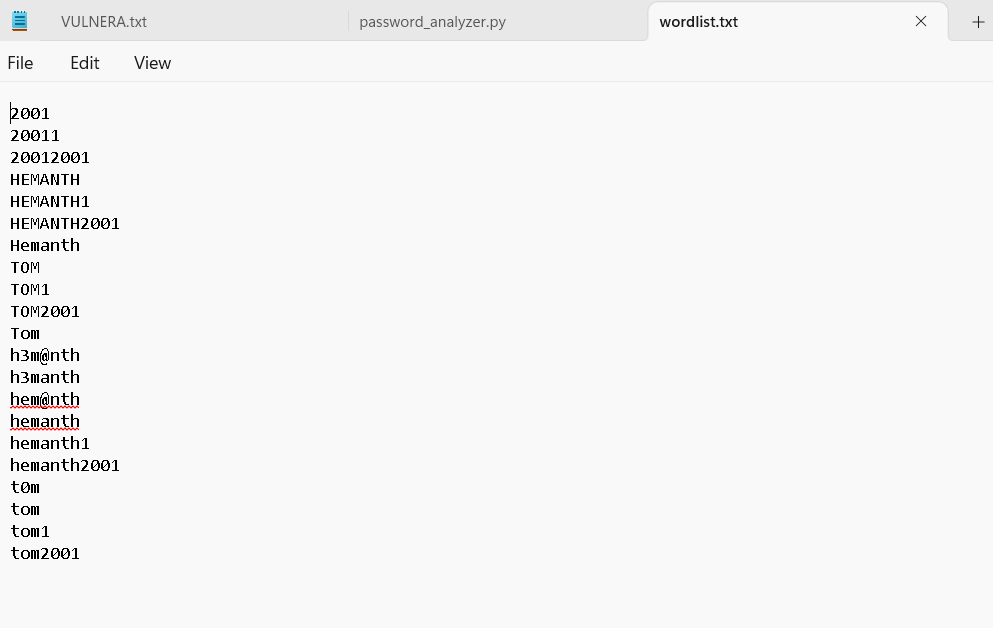 VULNERA.txt password_analyzer.py wordlist.txt
File Edit View
2001
20011
20012001
HEMANTH
HEMANTH1
HEMANTH2001
Hemanth
TOM
TOM1
TOM2001
Tom
h3m@nth
h3manth
hem@nth
hemanth
hemanth1
hemanth2001
t0m
tom
tom1
tom2001